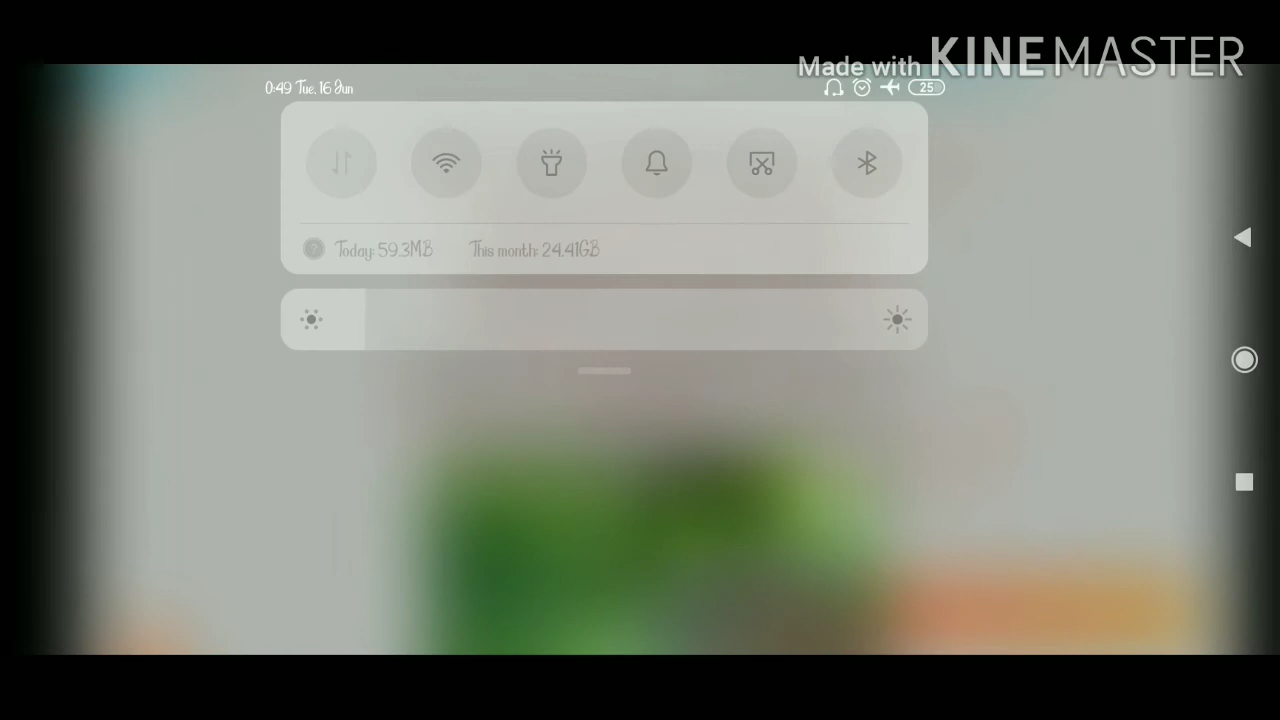 Made with KINEMASTER
0:49 Tue, 16 Jun
25
Today: 59.3MB
This month: 24.41GB